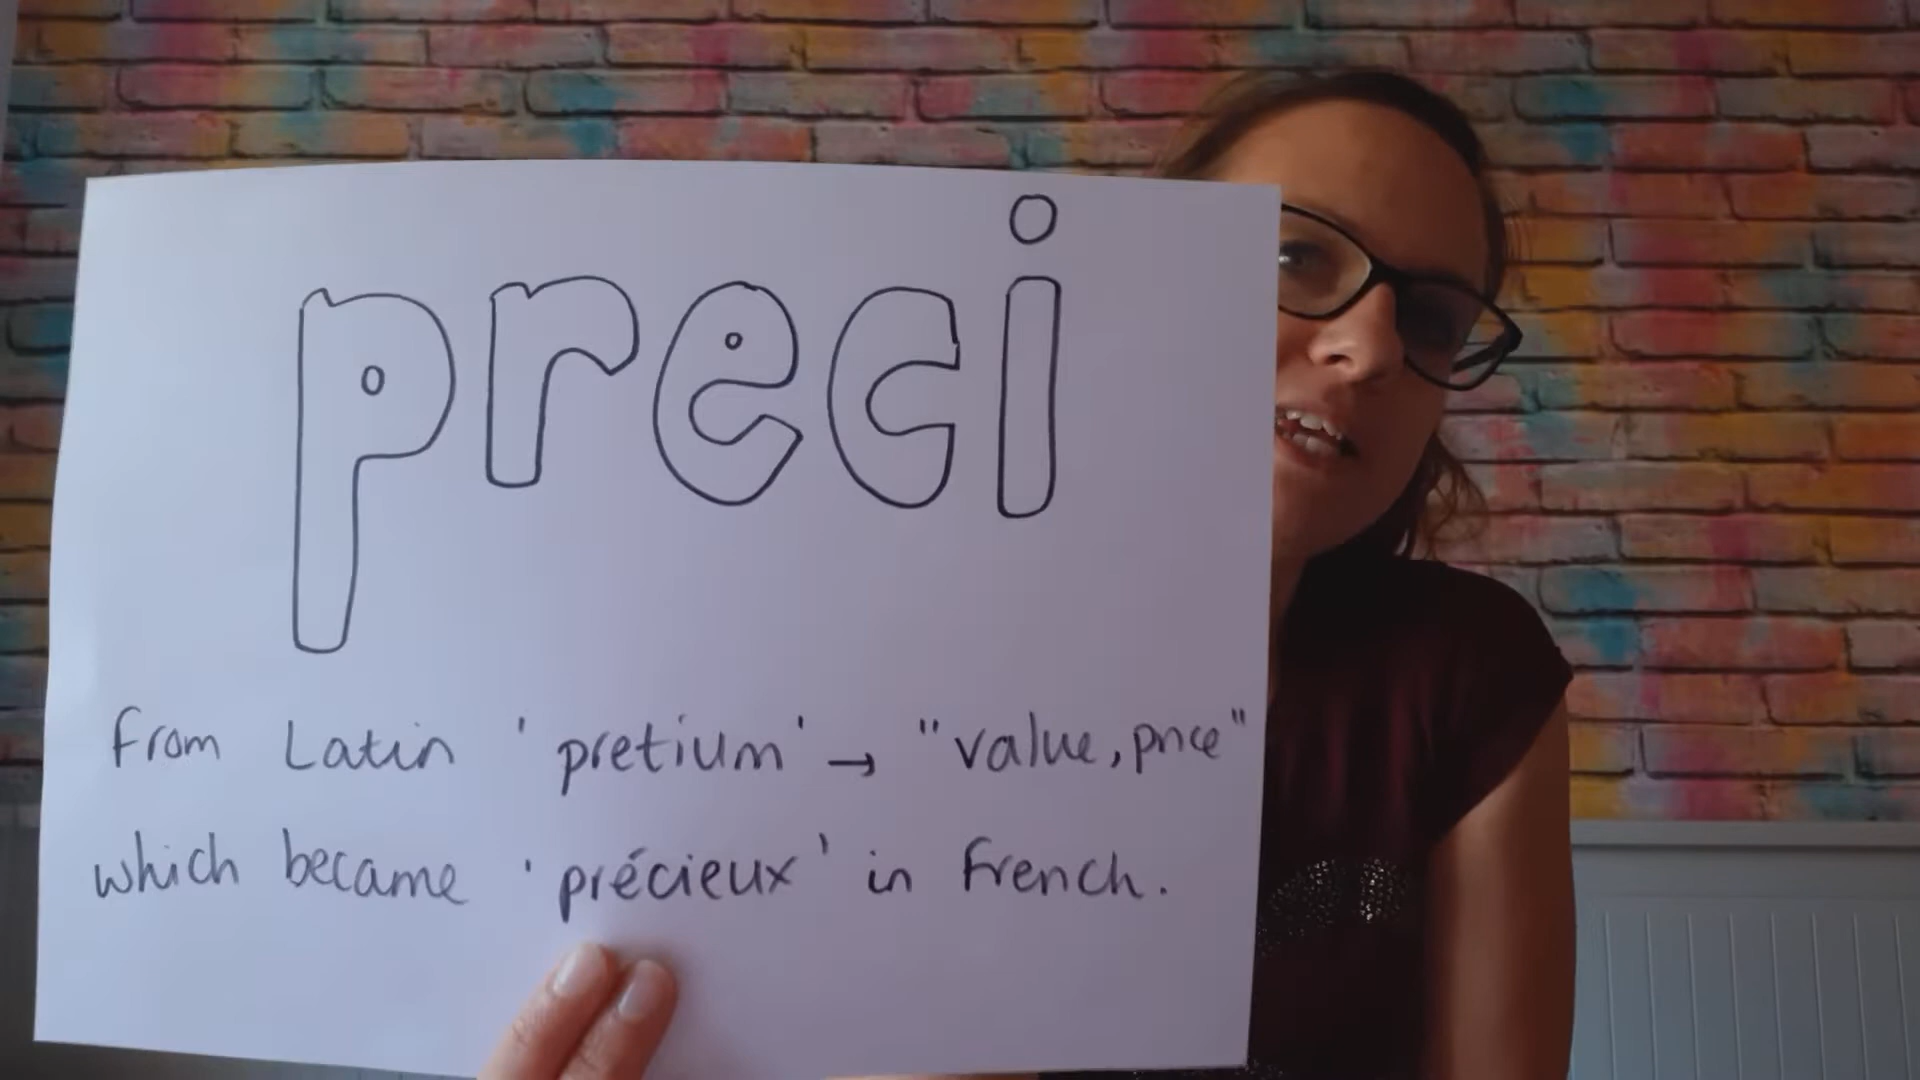 preci
from Latin 'pretium' → "value, price"
which became 'précieux' in French.